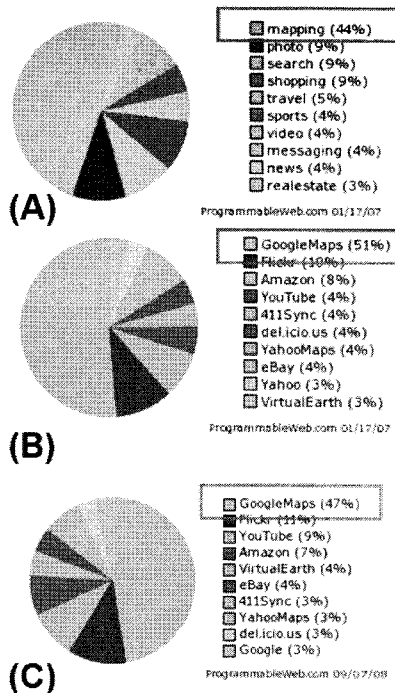 mapping (44%)
photo (9%)
search (9%)
shopping (9%)
travel (5%)
sports (4%)
video (4%)
messaging (4%)
news (4%)
realestate (3%)
(A)
ProgrammableWeb.com 01/17/07
GoogleMaps (51%)
Flickr (10%)
Amazon (8%)
YouTube (4%)
411Sync (4%)
del.icio.us (4%)
YahooMaps (4%)
eBay (4%)
Yahoo (3%)
VirtualEarth (3%)
(B)
ProgrammableWeb.com 01/17/07
GoogleMaps (47%)
Flickr (11%)
YouTube (9%)
Amazon (7%)
VirtualEarth (4%)
eBay (4%)
411Sync (3%)
YahooMaps (3%)
del.icio.us (3%)
Google (3%)
(C)
ProgrammableWeb.com 09/07/08